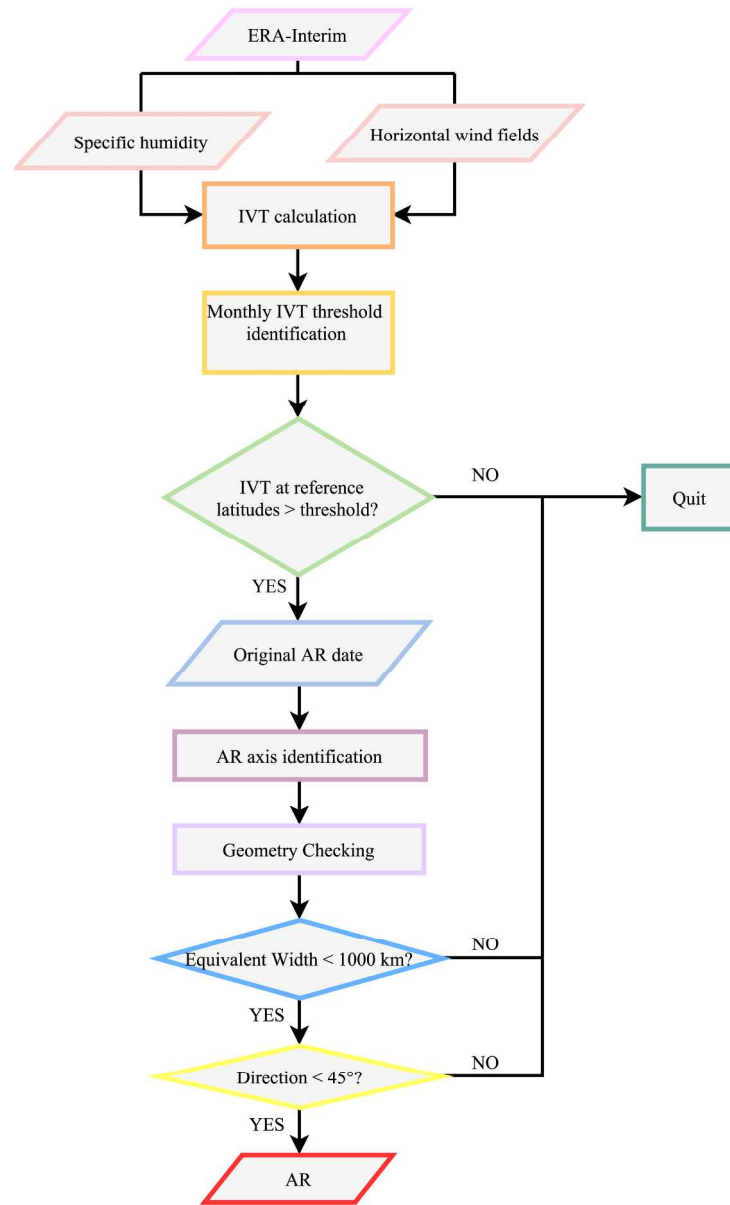 ERA-Interim
Specific humidity
Horizontal wind fields
IVT calculation
Monthly IVT threshold
identification
IVT at reference
latitudes > threshold?
NO
Quit
YES
Original AR date
AR axis identification
Geometry Checking
Equivalent Width < 1000 km?
NO
YES
Direction < 45°?
NO
YES
AR